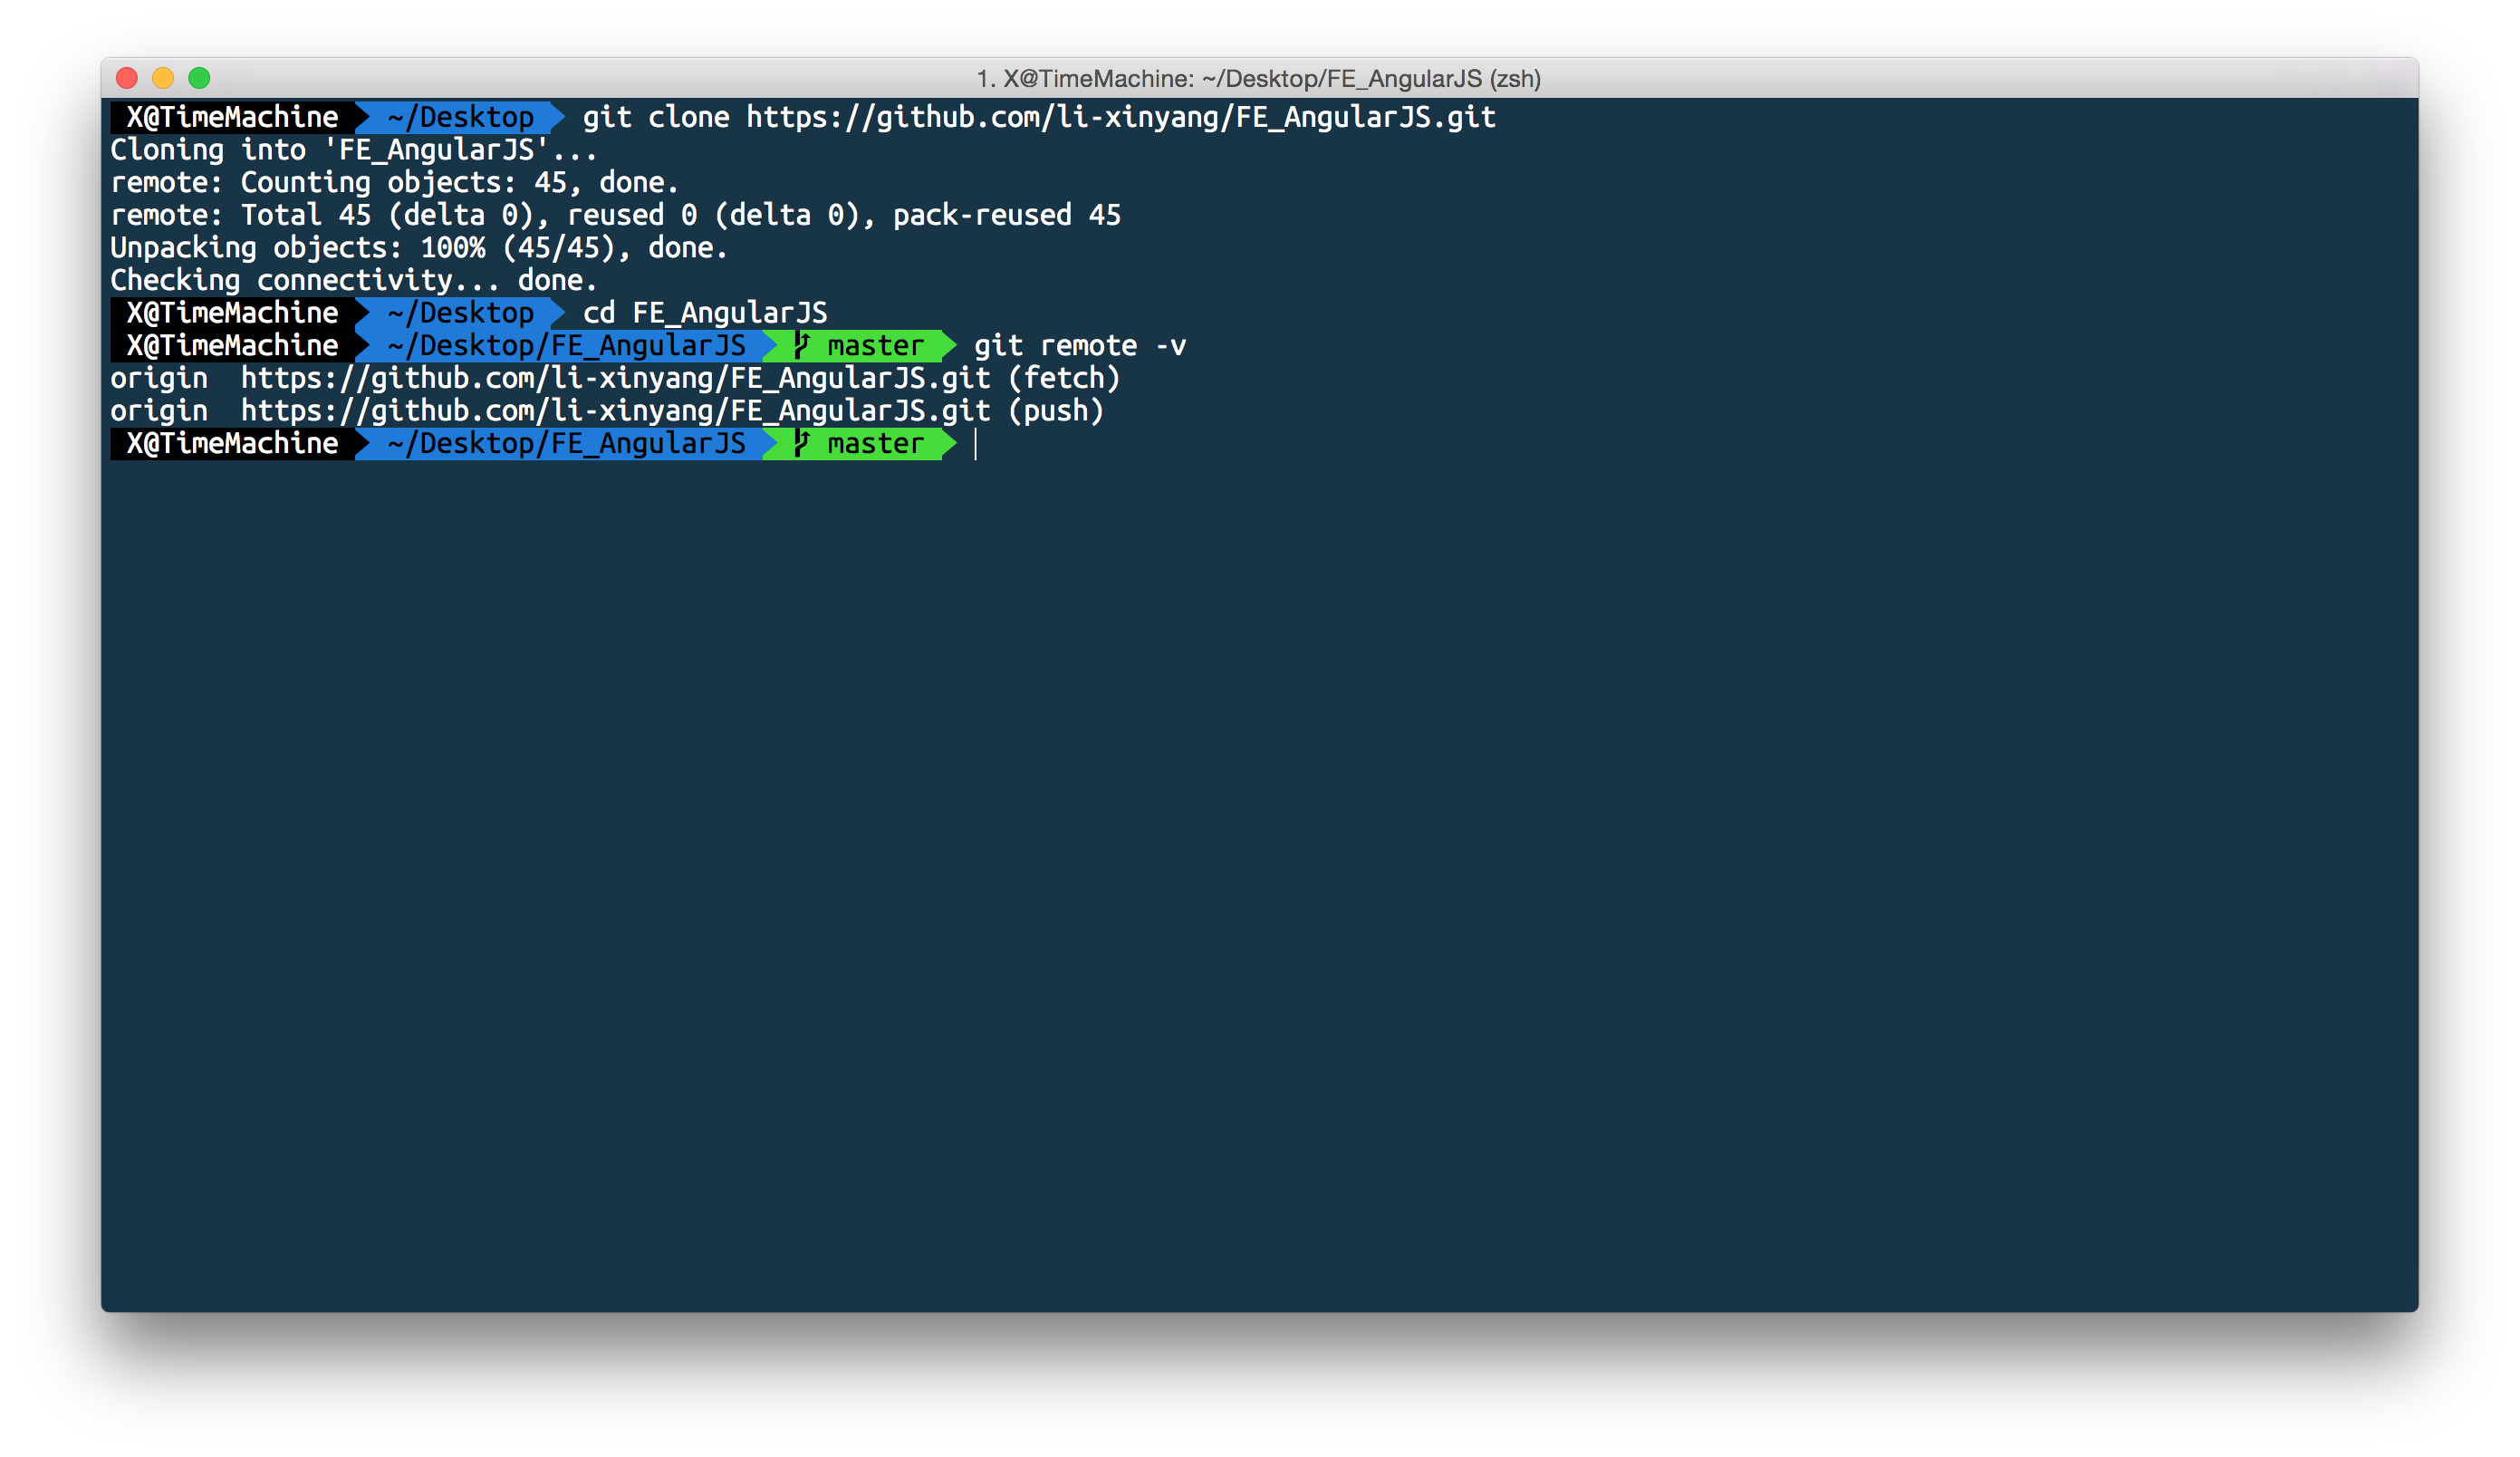 1. X@TimeMachine: ~/Desktop/FE_AngularJS (zsh)
X@TimeMachine ~/Desktop git clone https://github.com/li-xinyang/FE_AngularJS.git
Cloning into 'FE_AngularJS'...
remote: Counting objects: 45, done.
remote: Total 45 (delta 0), reused 0 (delta 0), pack-reused 45
Unpacking objects: 100% (45/45), done.
Checking connectivity... done.
X@TimeMachine ~/Desktop cd FE_AngularJS
X@TimeMachine ~/Desktop/FE_AngularJS master git remote -v
origin  https://github.com/li-xinyang/FE_AngularJS.git (fetch)
origin  https://github.com/li-xinyang/FE_AngularJS.git (push)
X@TimeMachine ~/Desktop/FE_AngularJS master